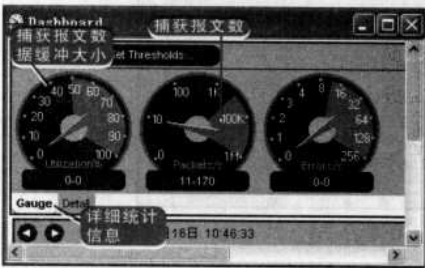 Dashboard
捕获报文数
捕获报文数
据缓冲大小
et Thresholds...
0 10 20 30 40 50 60 70 80 90 100
Utilization%
0-0
0 10 100 1K 100K 1M
Packets/s
11-170
0 1 2 4 8 16 32 64 128 256
Errors/s
0-0
Gauge Detail
详细统计
信息
月16日 10:46:33